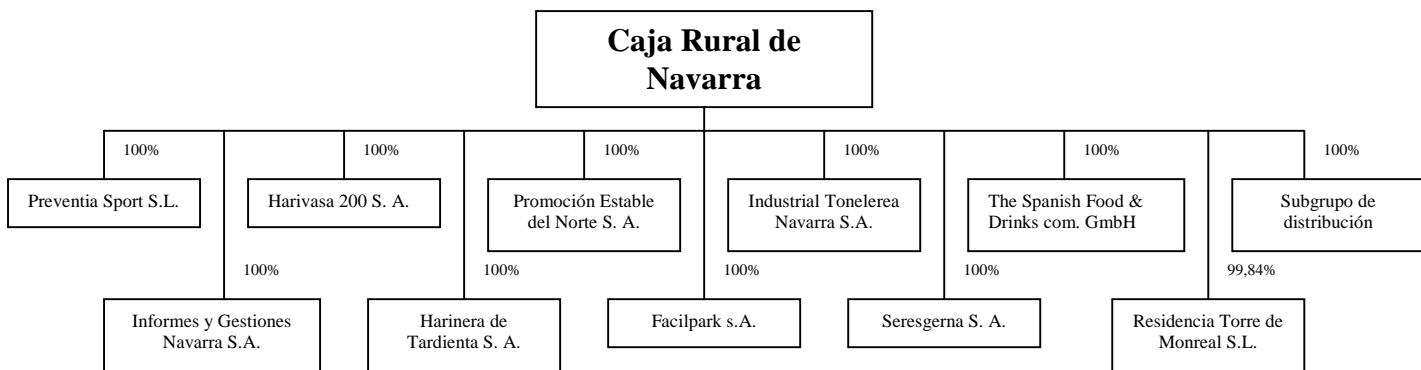 Caja Rural de
Navarra
100%
100%
100%
100%
100%
100%
Preventia Sport S.L.
Harivasa 200 S. A.
Promoción Estable
del Norte S. A.
Industrial Tonelerea
Navarra S.A.
The Spanish Food &
Drinks com. GmbH
Subgrupo de
distribución
100%
100%
100%
100%
99,84%
Informes y Gestiones
Navarra S.A.
Harinera de
Tardienta S. A.
Facilpark s.A.
Seresgerna S. A.
Residencia Torre de
Monreal S.L.